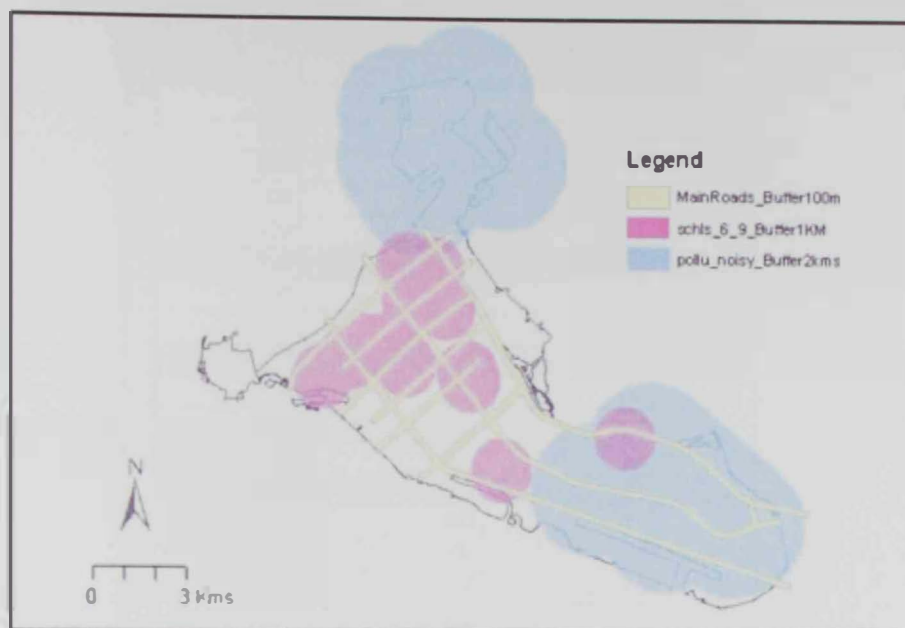 Legend
MainRoads_Buffer100m
schls_6_9_Buffer1KM
pollu_noisy_Buffer2kms
N
0 3 kms